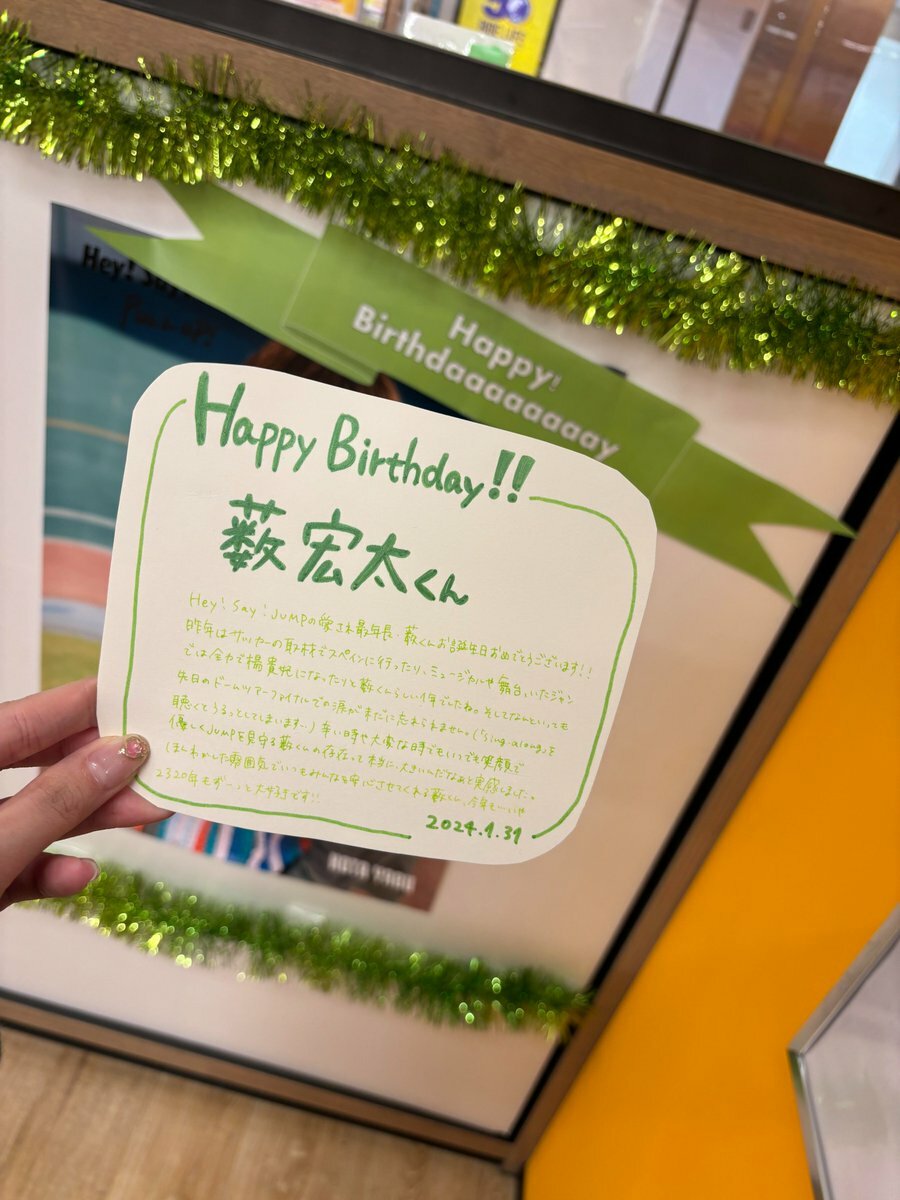 Hey! Say
Happy!
Birthdaaaaaaaay
Happy Birthday!!
薮 宏太くん
Hey! Say! JUMPの愛され最年長・薮くんお誕生日おめでとうございます!!
昨年はサッカーの取材でスペインに行ったり、ミュージカルや舞台、いたジャン
では全力で楊貴妃になったりと薮くんらしい1年でしたね。そしてなんといっても
先日のドームツアーファイナルでの涙がまだに忘れられません。(「sing-along」を
聴くとうるっとしてしまいます…)辛い時や大変な時でもいつでも笑顔で
優しくJUMPを見守る薮くんの存在って本当に大きいんだなぁと実感しました。
ほんわかした雰囲気でいつもみんなを安心させてくれる薮くん、今年も…いや
2320年もずーっと大好きです!!
2024.1.31
KOTA YABU